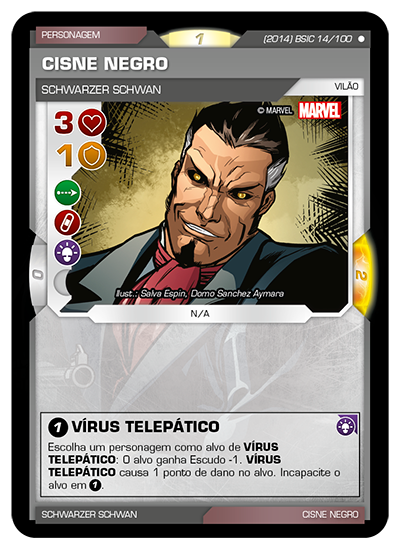 PERSONAGEM
1
(2014) BSIC 14/100 ●
CISNE NEGRO
SCHWARZER SCHWAN
VILÃO
3
© MARVEL MARVEL
1
0
2
Illust.: Salva Espin, Domo Sanchez Aymara
N/A
1 VÍRUS TELEPÁTICO
Escolha um personagem como alvo de VÍRUS
TELEPÁTICO: O alvo ganha Escudo -1. VÍRUS
TELEPÁTICO causa 1 ponto de dano no alvo. Incapacite o
alvo em 1.
SCHWARZER SCHWAN
CISNE NEGRO